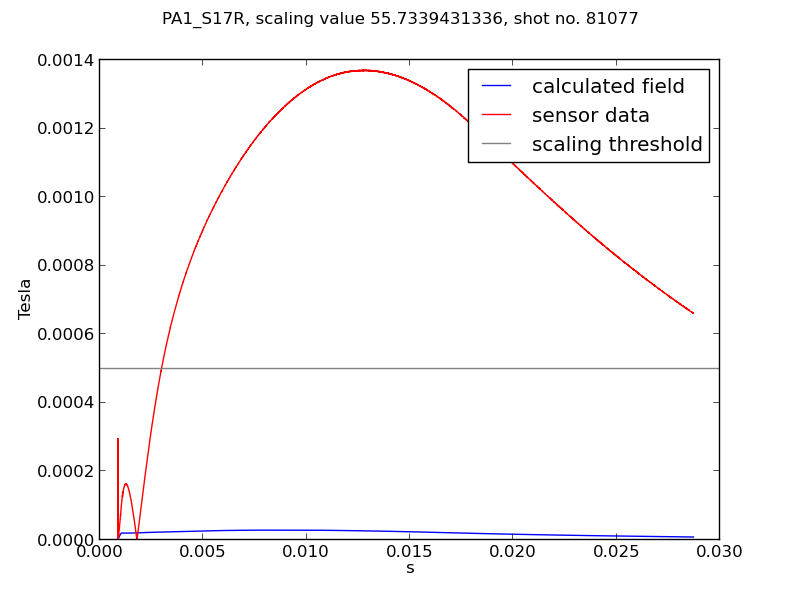 PA1_S17R, scaling value 55.7339431336, shot no. 81077
0.0014
0.0012
0.0010
0.0008
0.0006
0.0004
0.0002
0.0000
Tesla
calculated field
sensor data
scaling threshold
0.000
0.005
0.010
0.015
0.020
0.025
0.030
s